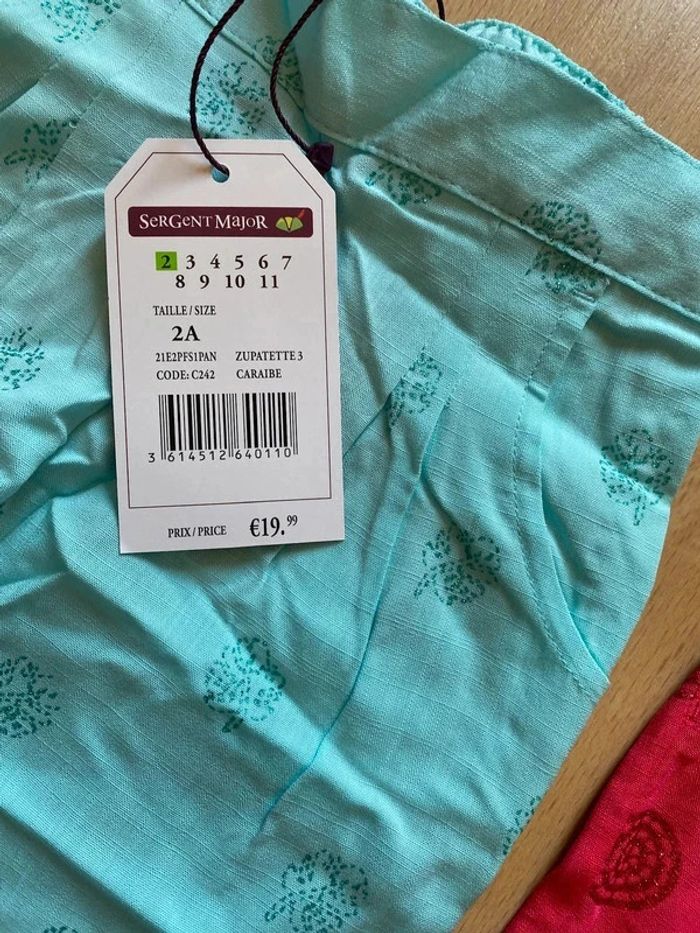 SeRGeNT MaJoR
2 3 4 5 6 7
8 9 10 11
TAILLE / SIZE
2A
21E2PFS1PAN ZUPATETTE 3
CODE: C242 CARAIBE
3 614512 640110
PRIX / PRICE €19.99